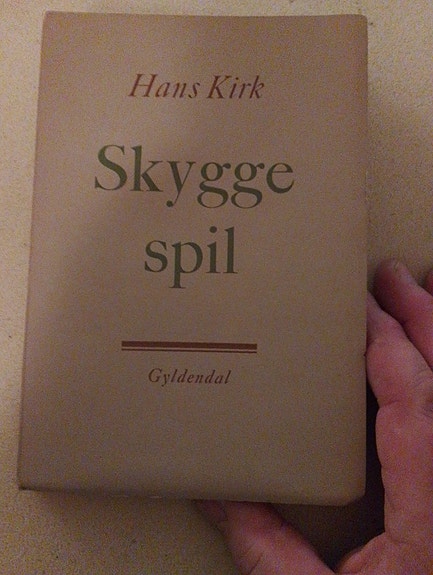 Hans Kirk
Skygge
spil
Gyldendal